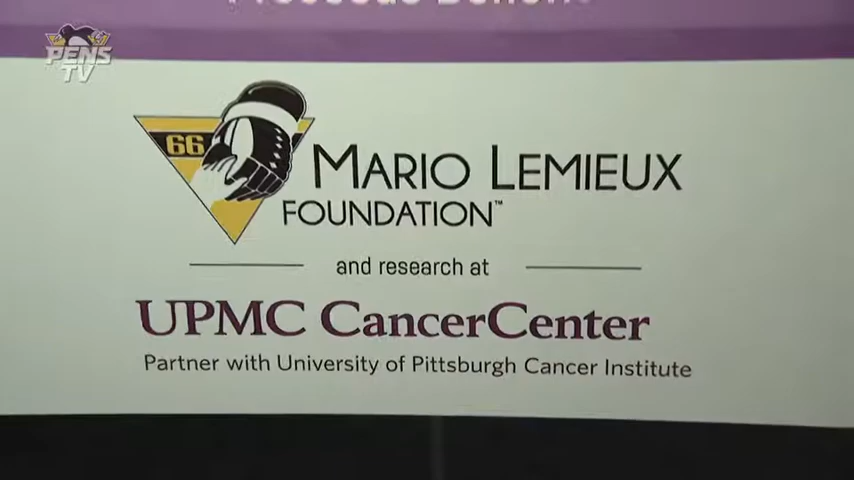 PENS
TV
66
MARIO LEMIEUX
FOUNDATION™
and research at
UPMC CancerCenter
Partner with University of Pittsburgh Cancer Institute